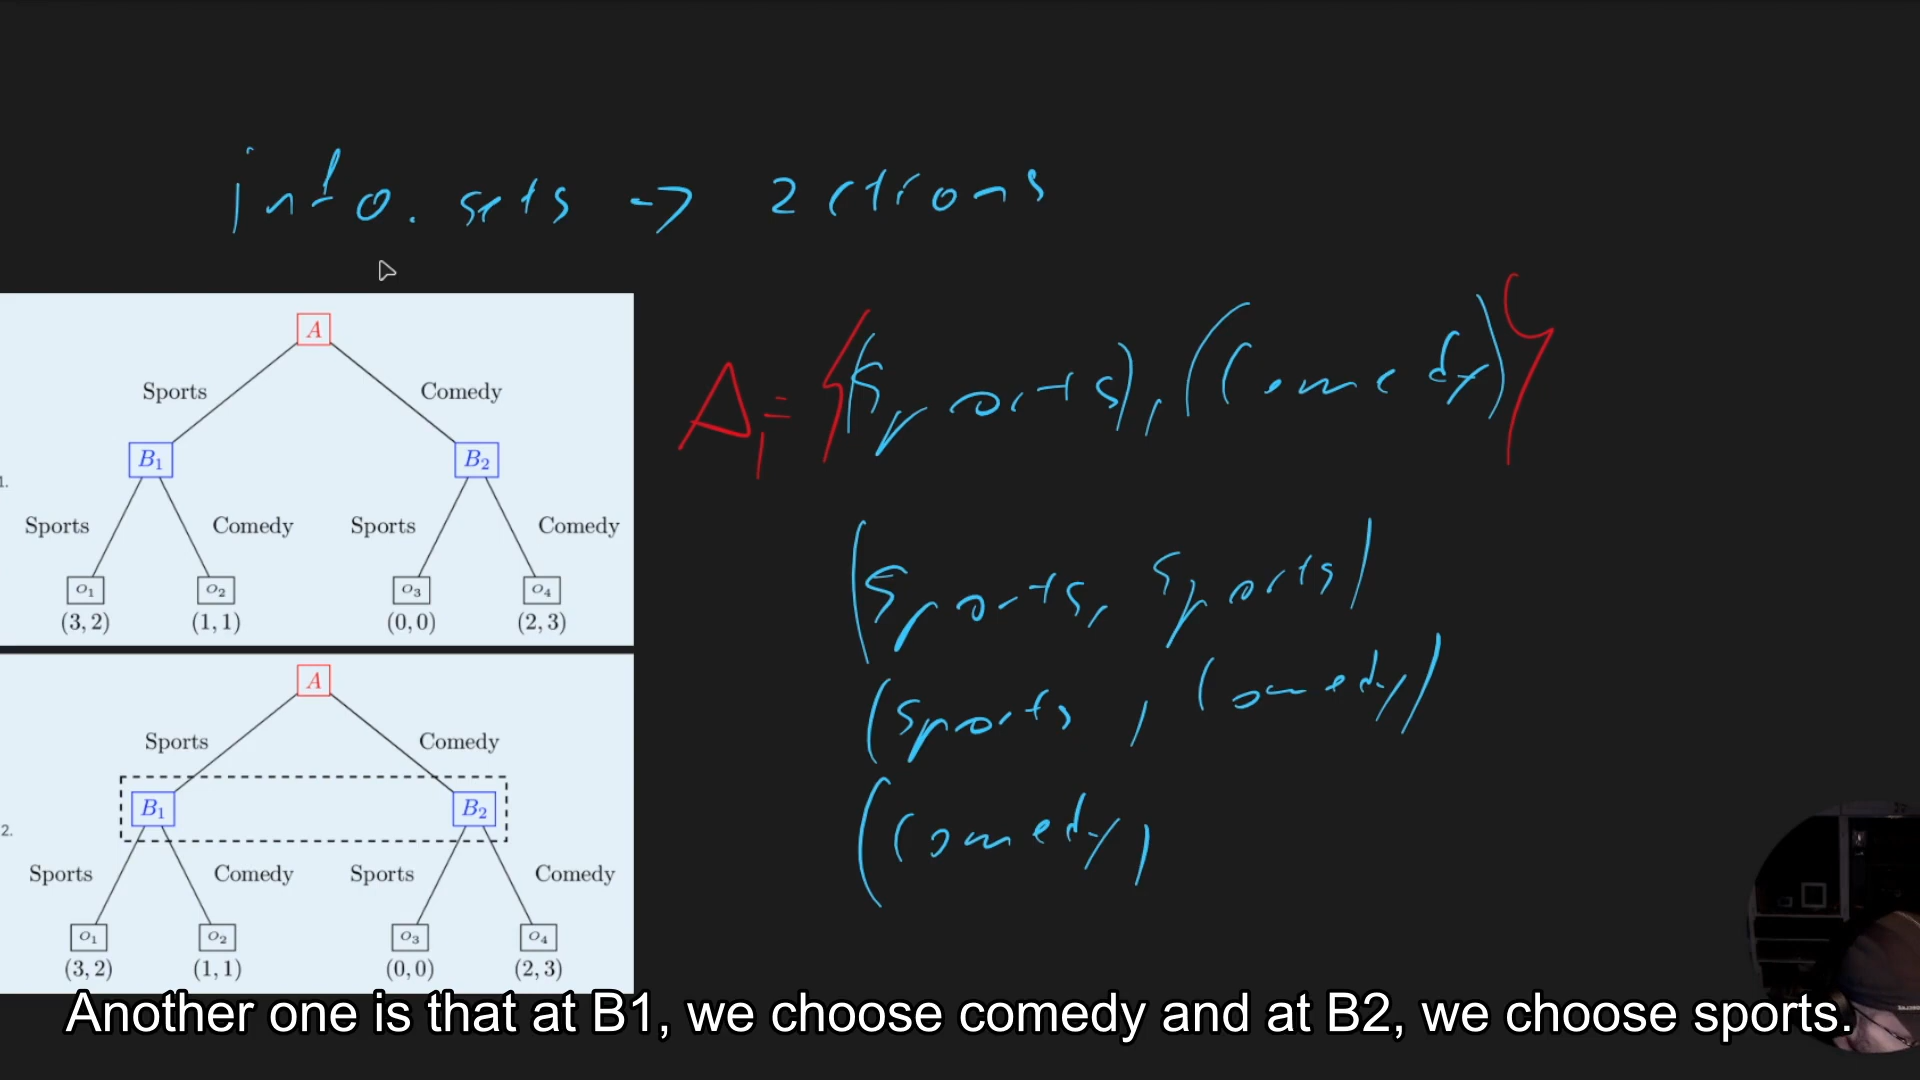 info. sets -> actions
A
Sports Comedy
B₁ B₂
1.
Sports Comedy Sports Comedy
o₁ o₂ o₃ o₄
(3, 2) (1, 1) (0, 0) (2, 3)
A
Sports Comedy
B₁ B₂
2.
Sports Comedy Sports Comedy
o₁ o₂ o₃ o₄
(3, 2) (1, 1) (0, 0) (2, 3)
A₁ = {(Sports), (Comedy)}
(Sports, Sports)
(Sports, Comedy)
(Comedy,
Another one is that at B1, we choose comedy and at B2, we choose sports.